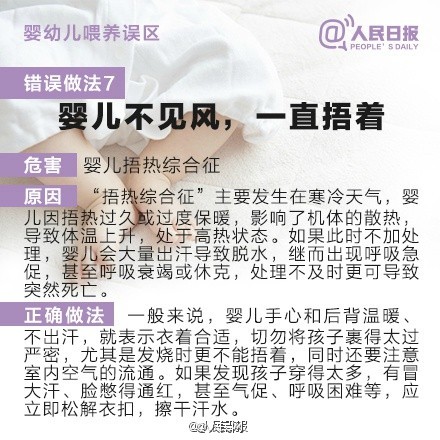 婴幼儿喂养误区
@人民日报
PEOPLE'S DAILY
错误做法7
婴儿不见风，一直捂着
危害 婴儿捂热综合征
原因 “捂热综合征”主要发生在寒冷天气，婴
儿因捂热过久或过度保暖，影响了机体的散热，
导致体温上升，处于高热状态。如果此时不加处
理，婴儿会大量出汗导致脱水，继而出现呼吸急
促，甚至呼吸衰竭或休克，处理不及时更可导致
突然死亡。
正确做法 一般来说，婴儿手心和后背温暖、
不出汗，就表示衣着合适，切勿将孩子裹得太过
严密，尤其是发烧时更不能捂着，同时还要注意
室内空气的流通。如果发现孩子穿得太多，有冒
大汗、脸憋得通红，甚至气促、呼吸困难等，应
立即松解衣扣，擦干汗水。
@人民日报